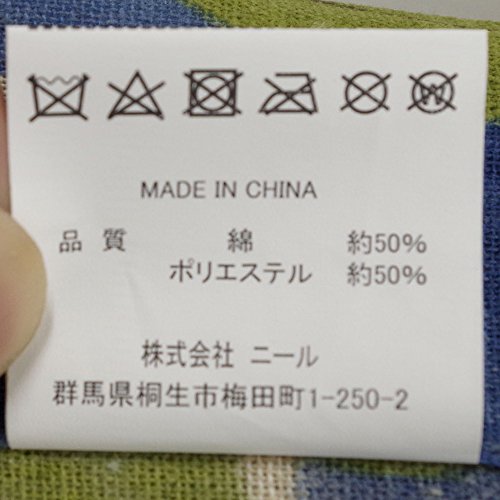 MADE IN CHINA
品 質 綿 約50%
ポリエステル 約50%
株式会社 ニール
群馬県桐生市梅田町1-250-2